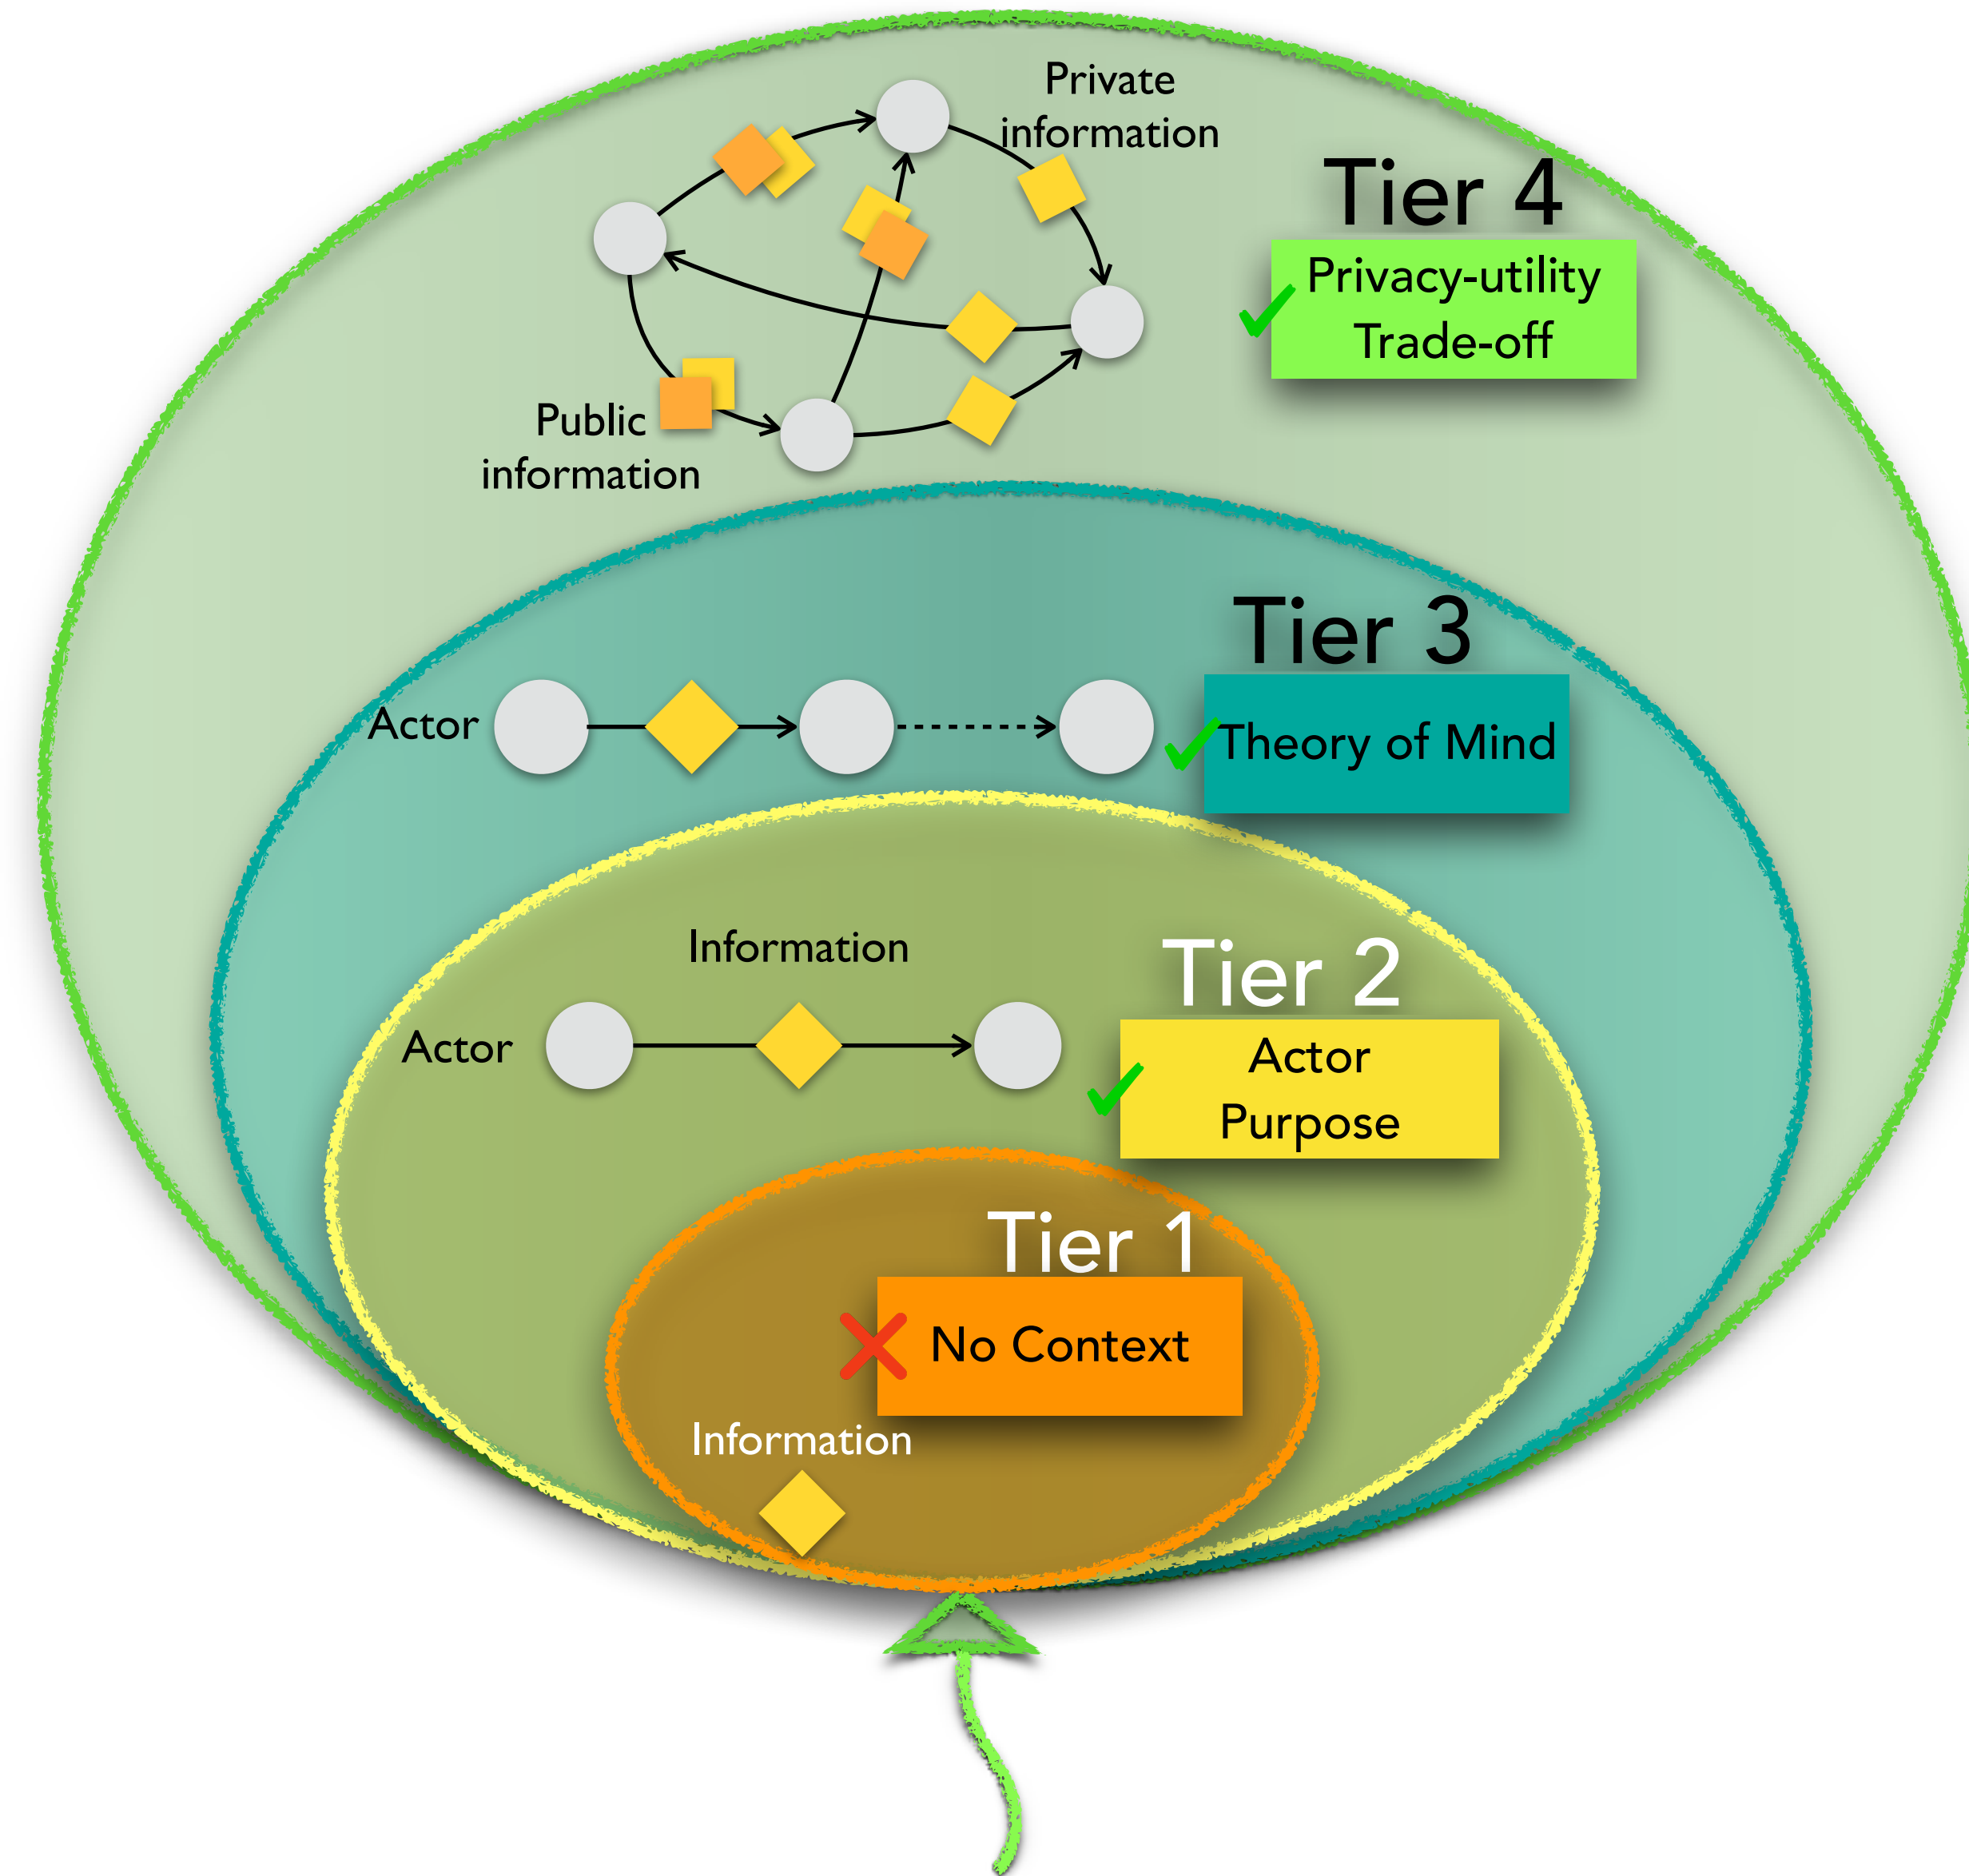 Private
information
Tier 4
Privacy-utility
Trade-off
Public
information
Tier 3
Actor
Theory of Mind
Information
Tier 2
Actor
Actor
Purpose
Tier 1
No Context
Information